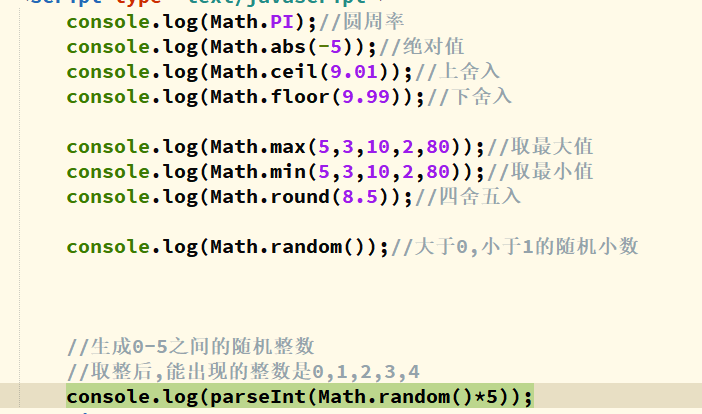 console.log(Math.PI);//圆周率
console.log(Math.abs(-5));//绝对值
console.log(Math.ceil(9.01));//上舍入
console.log(Math.floor(9.99));//下舍入
console.log(Math.max(5,3,10,2,80));//取最大值
console.log(Math.min(5,3,10,2,80));//取最小值
console.log(Math.round(8.5));//四舍五入
console.log(Math.random());//大于0,小于1的随机小数
//生成0-5之间的随机整数
//取整后,能出现的整数是0,1,2,3,4
console.log(parseInt(Math.random()*5));